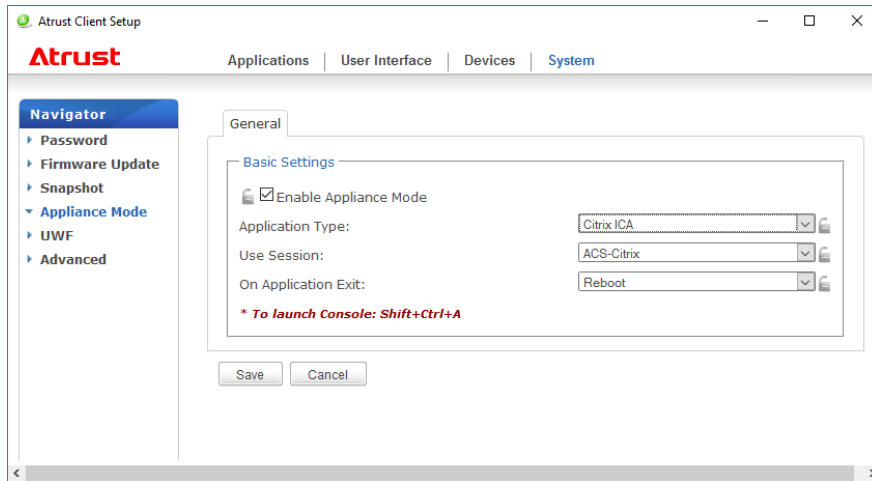 Atrust Client Setup
Atrust
Applications | User Interface | Devices | System
Navigator
Password
Firmware Update
Snapshot
Appliance Mode
UWF
Advanced
General
Basic Settings
Enable Appliance Mode
Application Type: Citrix ICA
Use Session: ACS-Citrix
On Application Exit: Reboot
* To launch Console: Shift+Ctrl+A
Save Cancel